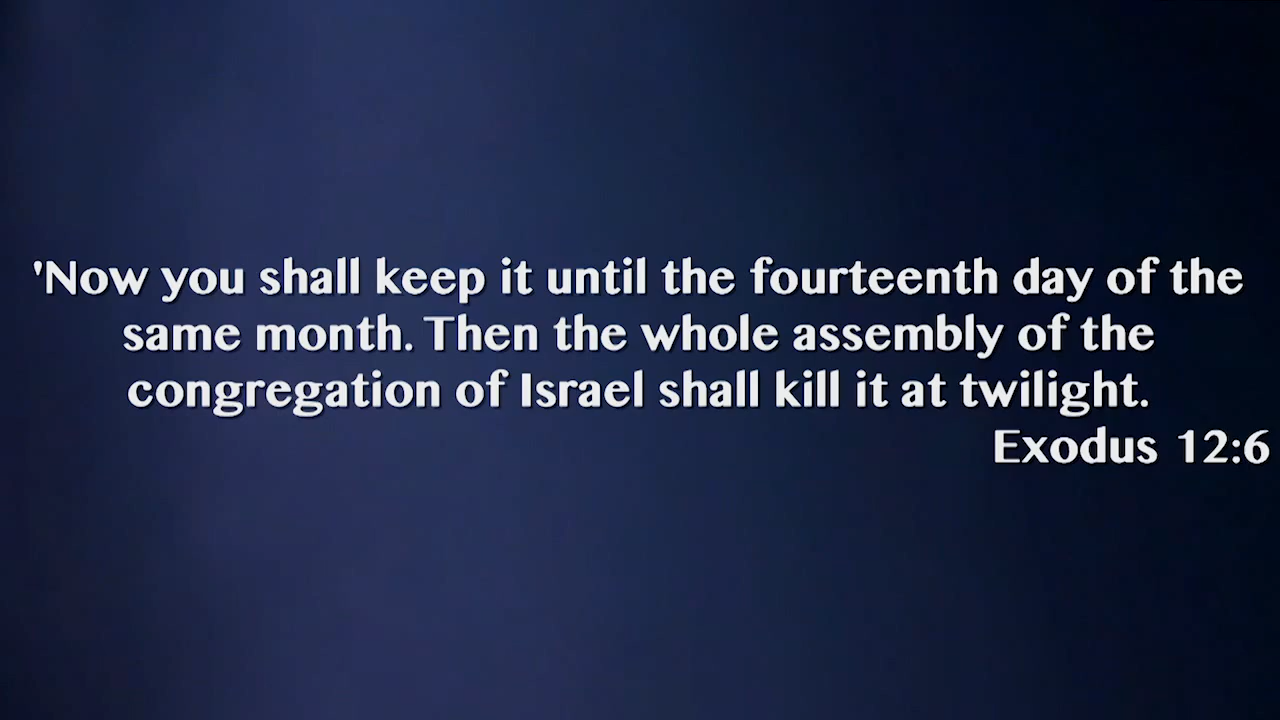 'Now you shall keep it until the fourteenth day of the
same month. Then the whole assembly of the
congregation of Israel shall kill it at twilight.
Exodus 12:6